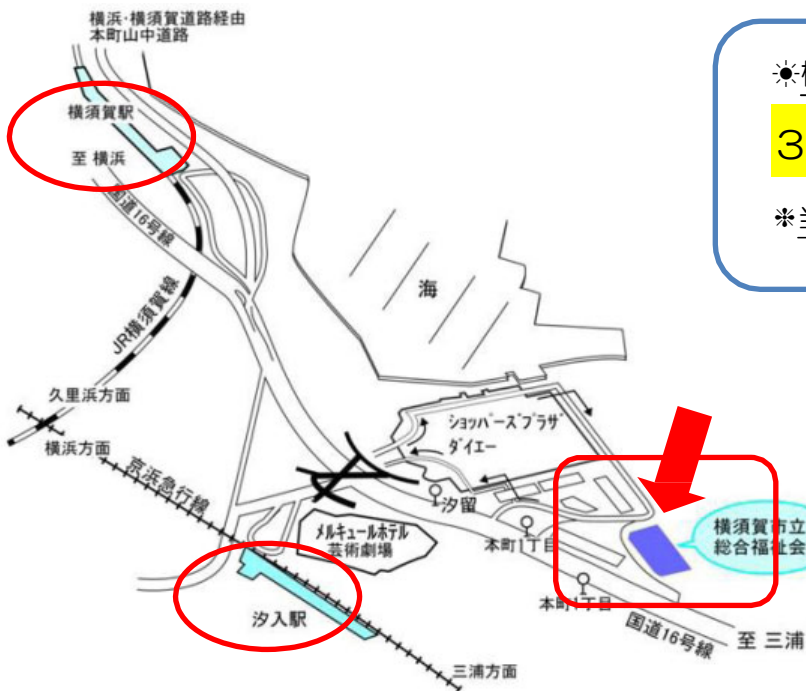 横浜・横須賀道路経由
本町山中道路
横須賀駅
至 横浜
国道16号線
JR横須賀線
久里浜方面
横浜方面
京浜急行線
海
ショッパーズプラザ
ダイエー
汐留
メルキュールホテル
芸術劇場
本町1丁目
横須賀市立
総合福祉会
本町1丁目
汐入駅
国道16号線
至 三浦
三浦方面
3